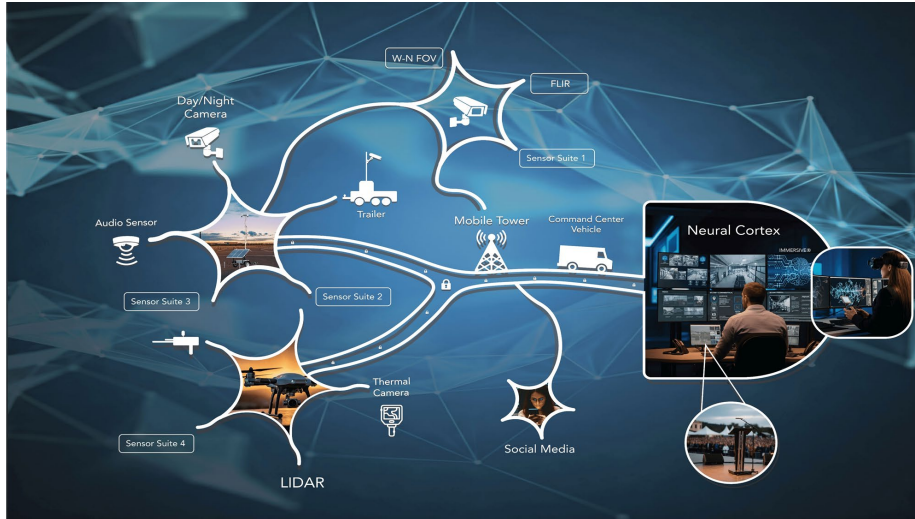 W-N FOV
FLIR
Day/Night
Camera
Sensor Suite 1
Trailer
Audio Sensor
Mobile Tower
Command Center
Vehicle
Neural Cortex
IMMERSIVE
Sensor Suite 3
Sensor Suite 2
Thermal
Camera
Sensor Suite 4
Social Media
LIDAR